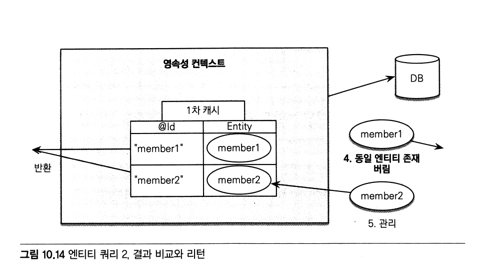 영속성 컨텍스트
DB
1차 캐시
@Id Entity
"member1" member1
"member2" member2
반환
member1
4. 동일 엔티티 존재
버림
member2
5. 관리
그림 10.14 엔티티 쿼리 2, 결과 비교와 리턴